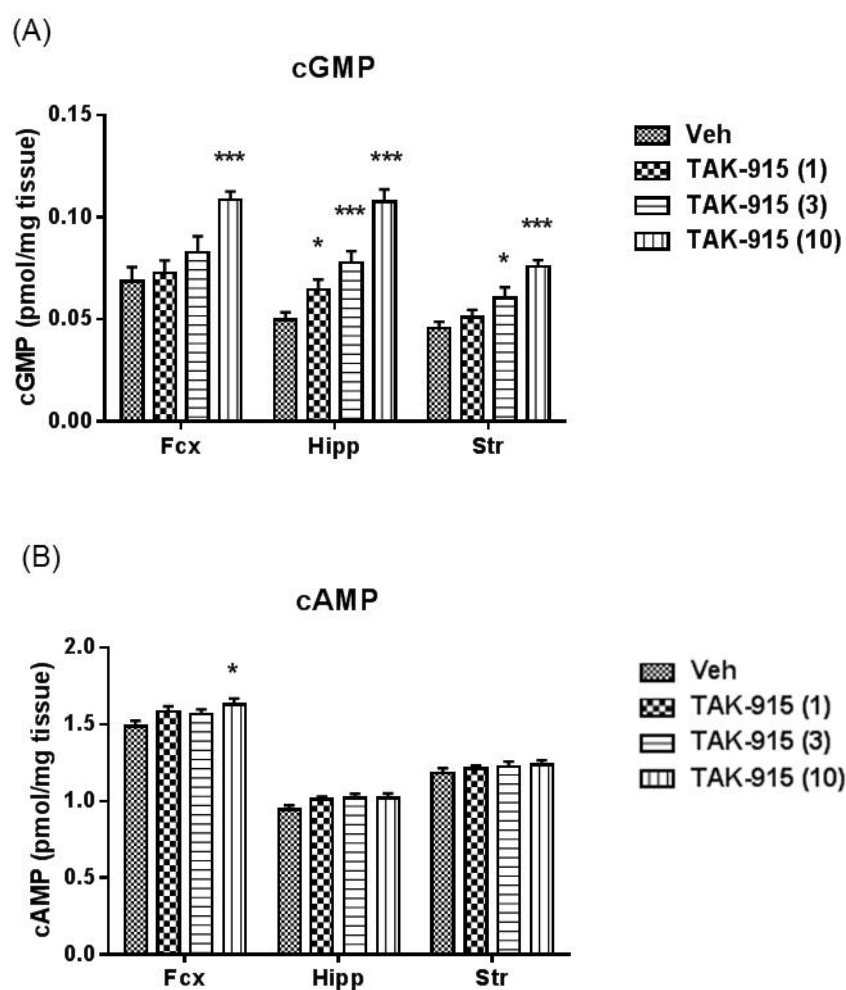 (A)
cGMP
cGMP (pmol/mg tissue)
0.15
0.10
0.05
0.00
***
*
***
***
*
***
Fcx
Hipp
Str
Veh
TAK-915 (1)
TAK-915 (3)
TAK-915 (10)
(B)
cAMP
cAMP (pmol/mg tissue)
2.0
1.5
1.0
0.5
0.0
*
Fcx
Hipp
Str
Veh
TAK-915 (1)
TAK-915 (3)
TAK-915 (10)